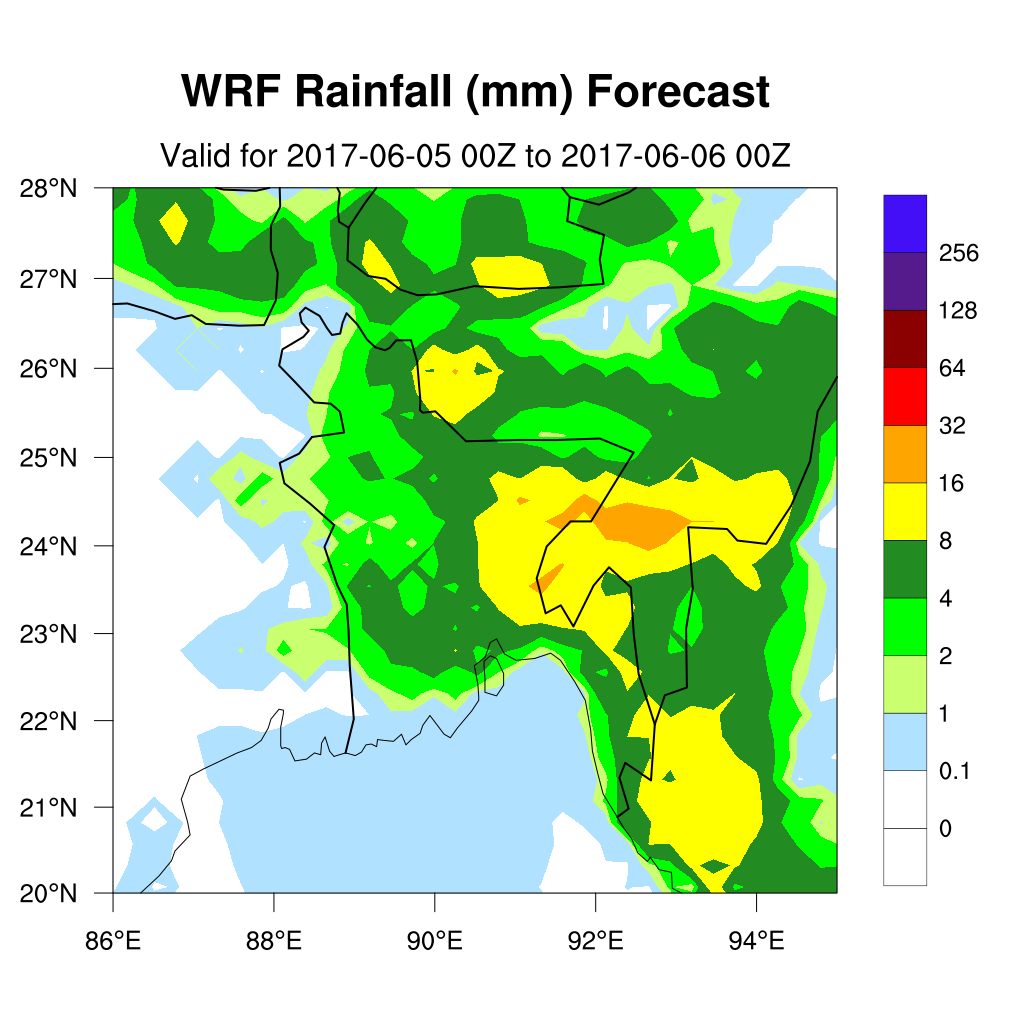 WRF Rainfall (mm) Forecast
Valid for 2017-06-05 00Z to 2017-06-06 00Z
28°N
27°N
26°N
25°N
24°N
23°N
22°N
21°N
20°N
86°E 88°E 90°E 92°E 94°E
256
128
64
32
16
8
4
2
1
0.1
0